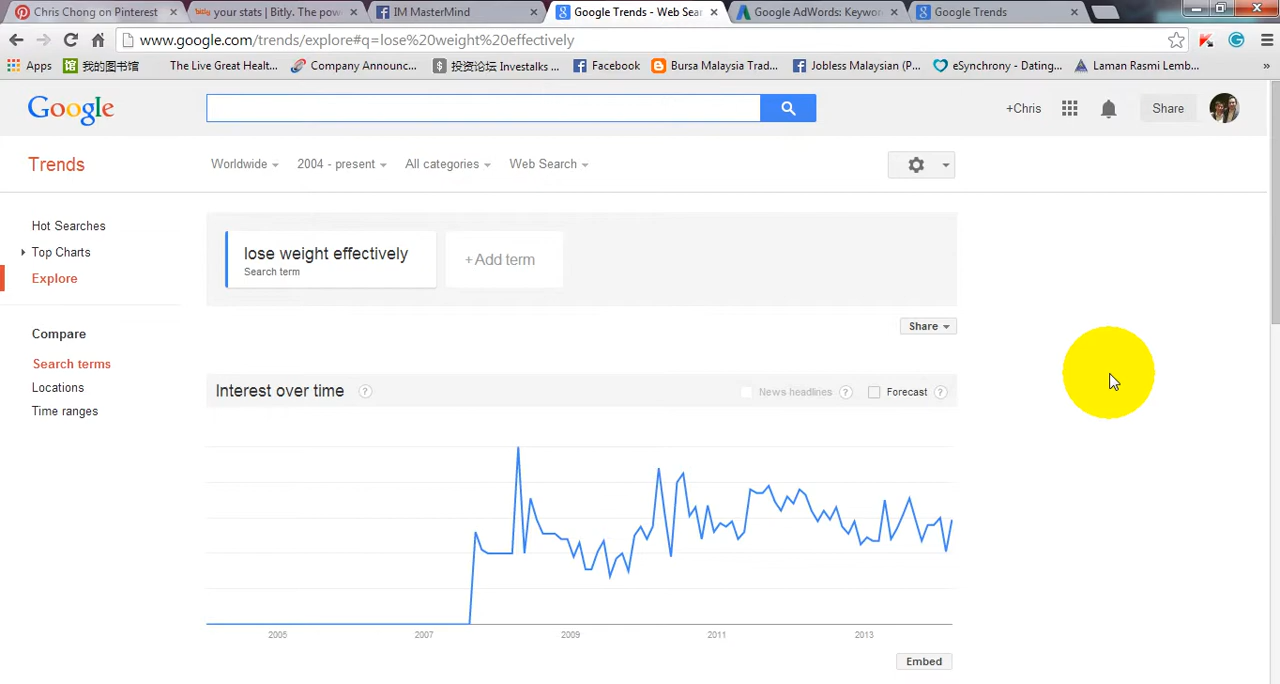 Chris Chong on Pinterest
bitly your stats | Bitly. The pow
IM MasterMind
Google Trends - Web Sear
Google AdWords: Keywor
Google Trends
www.google.com/trends/explore#q=lose%20weight%20effectively
Apps
我的图书馆
The Live Great Healt...
Company Announc...
投资论坛 Investalks ...
Facebook
Bursa Malaysia Trad...
Jobless Malaysian (P...
eSynchrony - Dating...
Laman Rasmi Lemb...
»
Google
+Chris
Share
Trends
Worldwide
2004 - present
All categories
Web Search
Hot Searches
Top Charts
Explore
Compare
Search terms
Locations
Time ranges
lose weight effectively
Search term
+Add term
Share
Interest over time
?
News headlines
?
Forecast
?
2005
2007
2009
2011
2013
Embed